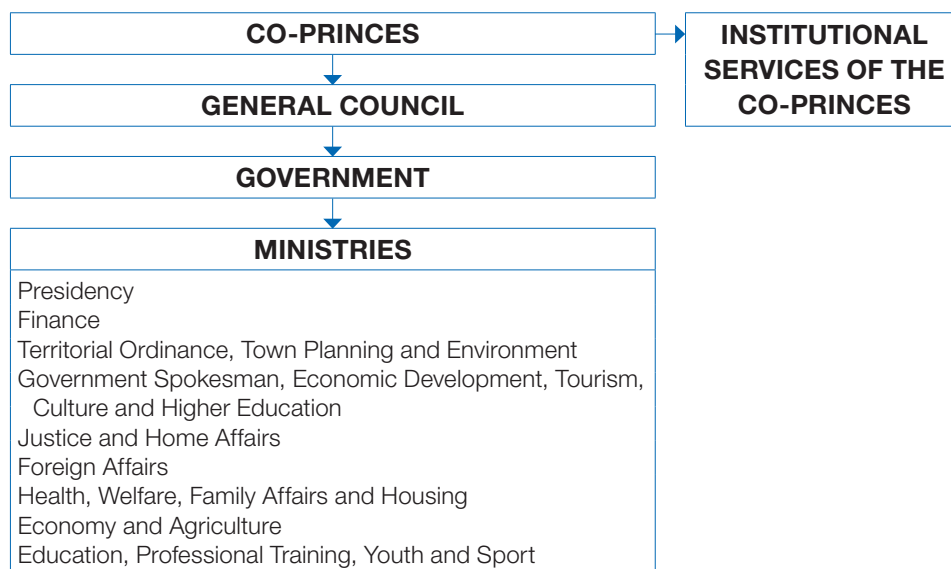 CO-PRINCES
INSTITUTIONAL
SERVICES OF THE
CO-PRINCES
GENERAL COUNCIL
GOVERNMENT
MINISTRIES
Presidency
Finance
Territorial Ordinance, Town Planning and Environment
Government Spokesman, Economic Development, Tourism,
Culture and Higher Education
Justice and Home Affairs
Foreign Affairs
Health, Welfare, Family Affairs and Housing
Economy and Agriculture
Education, Professional Training, Youth and Sport